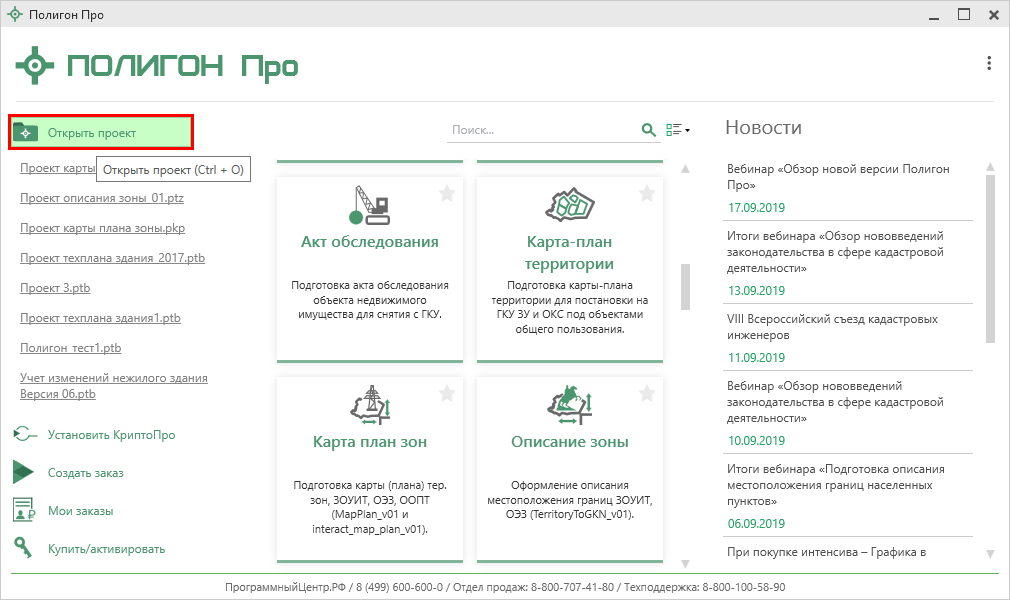 Полигон Про
ПОЛИГОН Про
Открыть проект
Проект карты
Открыть проект (Ctrl + O)
Проект описания зоны_01.ptz
Проект карты плана зоны.pkp
Проект техплана здания_2017.ptb
Проект 3.ptb
Проект техплана здания1.ptb
Полигон_тест1.ptb
Учет изменений нежилого здания
Версия 06.ptb
Установить КриптоПро
Создать заказ
Мои заказы
Купить/активировать
Поиск...
Акт обследования
Подготовка акта обследования
объекта недвижимого
имущества для снятия с ГКУ.
Карта-план
территории
Подготовка карты-плана
территории для постановки на
ГКУ ЗУ и ОКС под объектами
общего пользования.
Карта план зон
Подготовка карты (плана) тер.
зон, ЗОУИТ, ОЭЗ, ООПТ
(MapPlan_v01 и
interact_map_plan_v01).
Описание зоны
Оформление описания
местоположения границ ЗОУИТ,
ОЭЗ (TerritoryToGKN_v01).
Новости
Вебинар «Обзор новой версии Полигон
Про»
17.09.2019
Итоги вебинара «Обзор нововведений
законодательства в сфере кадастровой
деятельности»
13.09.2019
VIII Всероссийский съезд кадастровых
инженеров
11.09.2019
Вебинар «Обзор нововведений
законодательства в сфере кадастровой
деятельности»
10.09.2019
Итоги вебинара «Подготовка описания
местоположения границ населенных
пунктов»
06.09.2019
При покупке интенсива – Графика в
ПрограммныйЦентр.РФ / 8 (499) 600-600-0 / Отдел продаж: 8-800-707-41-80 / Техподдержка: 8-800-100-58-90